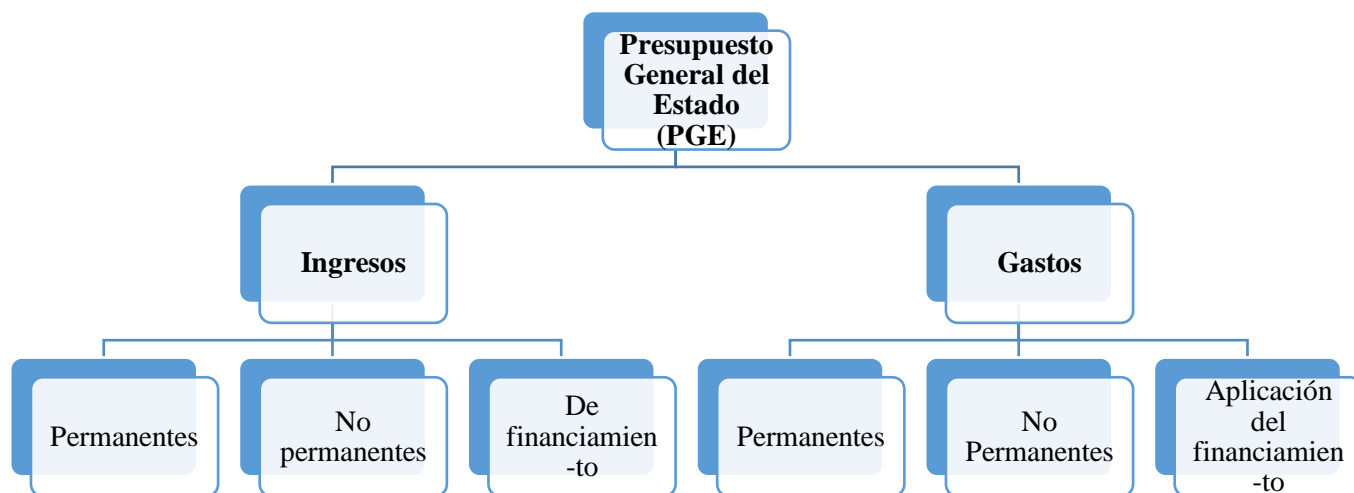 Presupuesto
General del
Estado
(PGE)
Ingresos
Gastos
Permanentes
No
permanentes
De
financiamien
-to
Permanentes
No
Permanentes
Aplicación
del
financiamien
-to